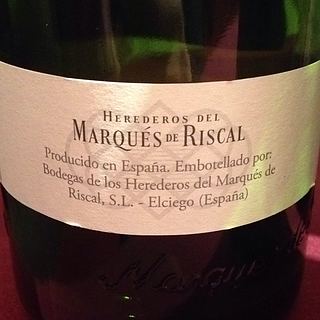 HEREDEROS DEL
MARQUÉS DE RISCAL
Producido en España. Embotellado por:
Bodegas de los Herederos del Marqués de
Riscal, S.L. - Elciego (España)
Marqués